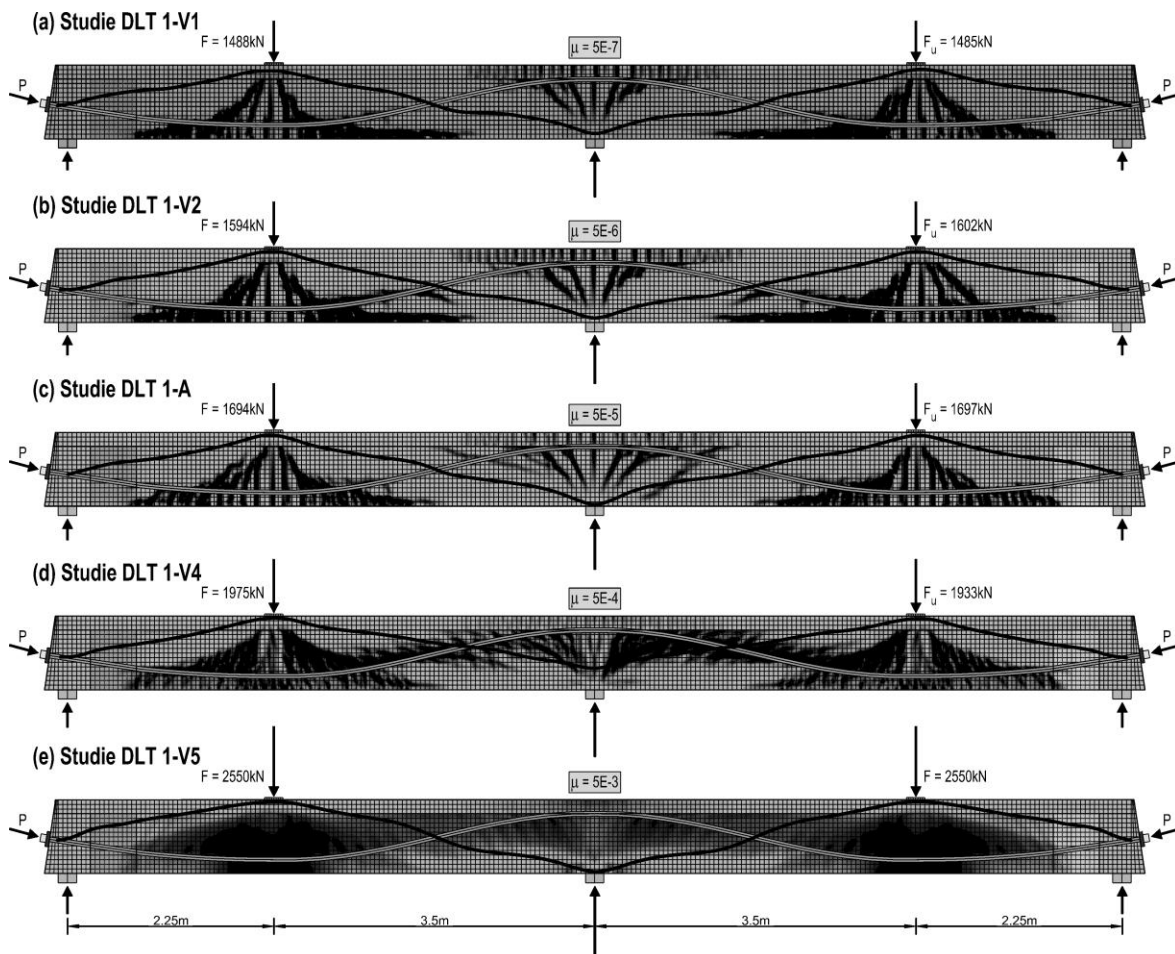 (a) Studie DLT 1-V1
F = 1488kN
μ = 5E-7
F_u = 1485kN
P
P
(b) Studie DLT 1-V2
F = 1594kN
μ = 5E-6
F_u = 1602kN
P
P
(c) Studie DLT 1-A
F = 1694kN
μ = 5E-5
F_u = 1697kN
P
P
(d) Studie DLT 1-V4
F = 1975kN
μ = 5E-4
F_u = 1933kN
P
P
(e) Studie DLT 1-V5
F = 2550kN
μ = 5E-3
F = 2550kN
P
P
2.25m
3.5m
3.5m
2.25m